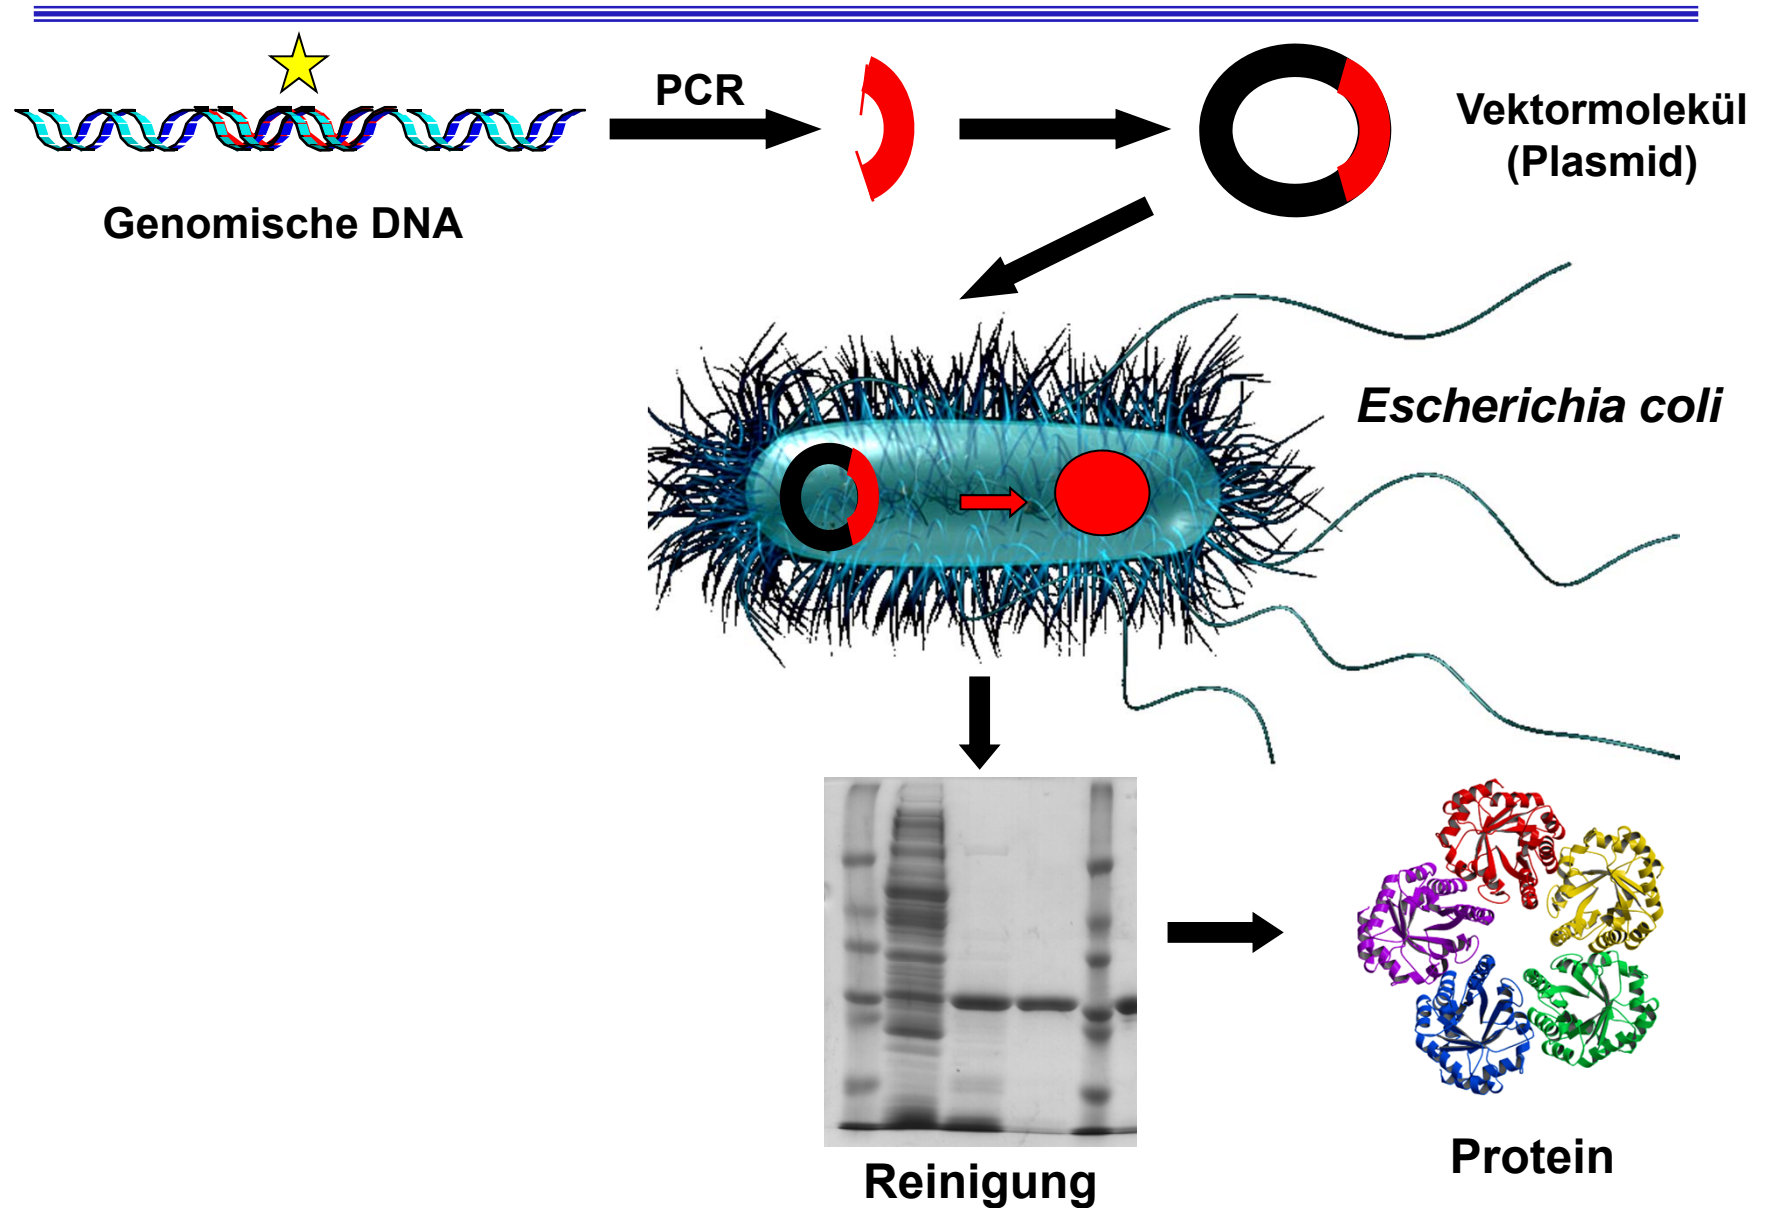 PCR
Vektormolekül
(Plasmid)
Genomische DNA
Escherichia coli
Reinigung
Protein